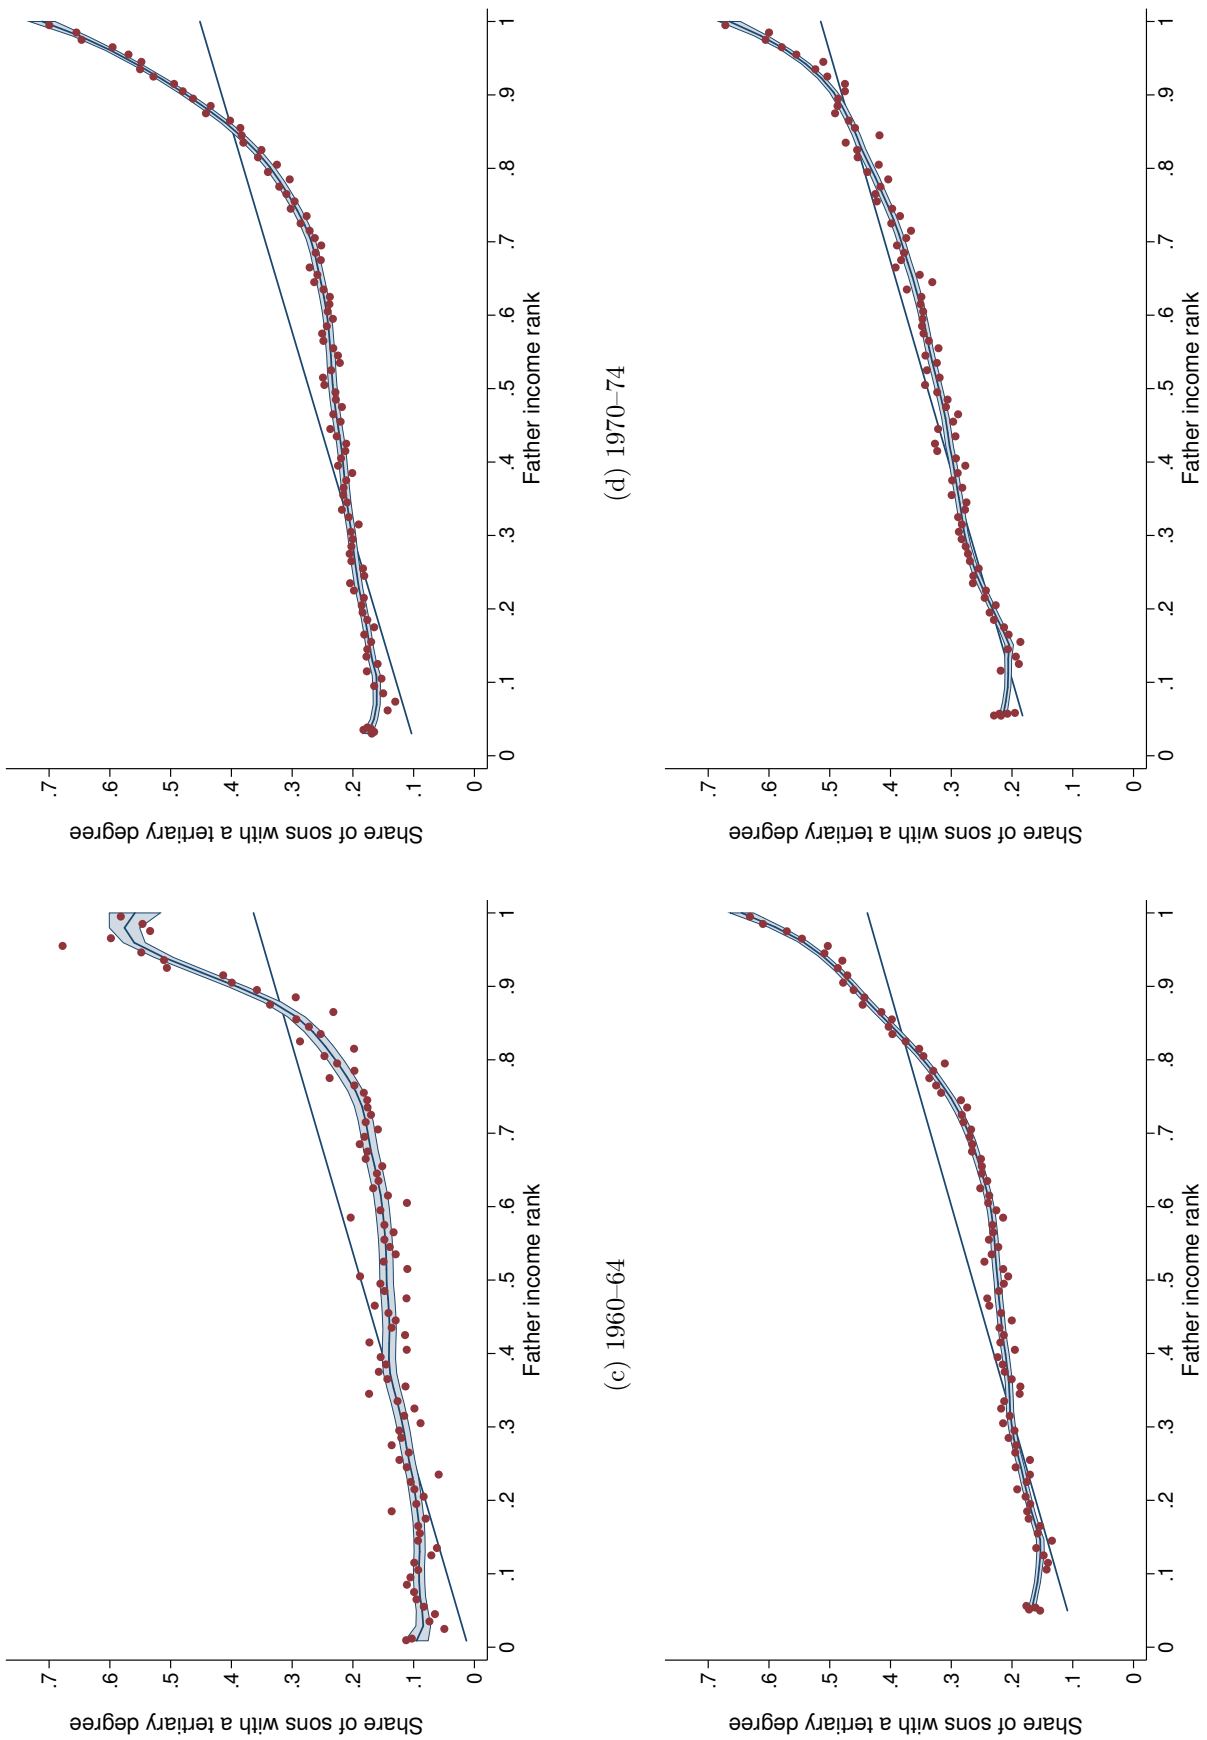 Share of sons with a tertiary degree
.7
.6
.5
.4
.3
.2
.1
0
0 .1 .2 .3 .4 .5 .6 .7 .8 .9 1
Father income rank
Share of sons with a tertiary degree
.7
.6
.5
.4
.3
.2
.1
0
0 .1 .2 .3 .4 .5 .6 .7 .8 .9 1
Father income rank
(c) 1960–64
Share of sons with a tertiary degree
.7
.6
.5
.4
.3
.2
.1
0
0 .1 .2 .3 .4 .5 .6 .7 .8 .9 1
Father income rank
(d) 1970–74
Share of sons with a tertiary degree
.7
.6
.5
.4
.3
.2
.1
0
0 .1 .2 .3 .4 .5 .6 .7 .8 .9 1
Father income rank